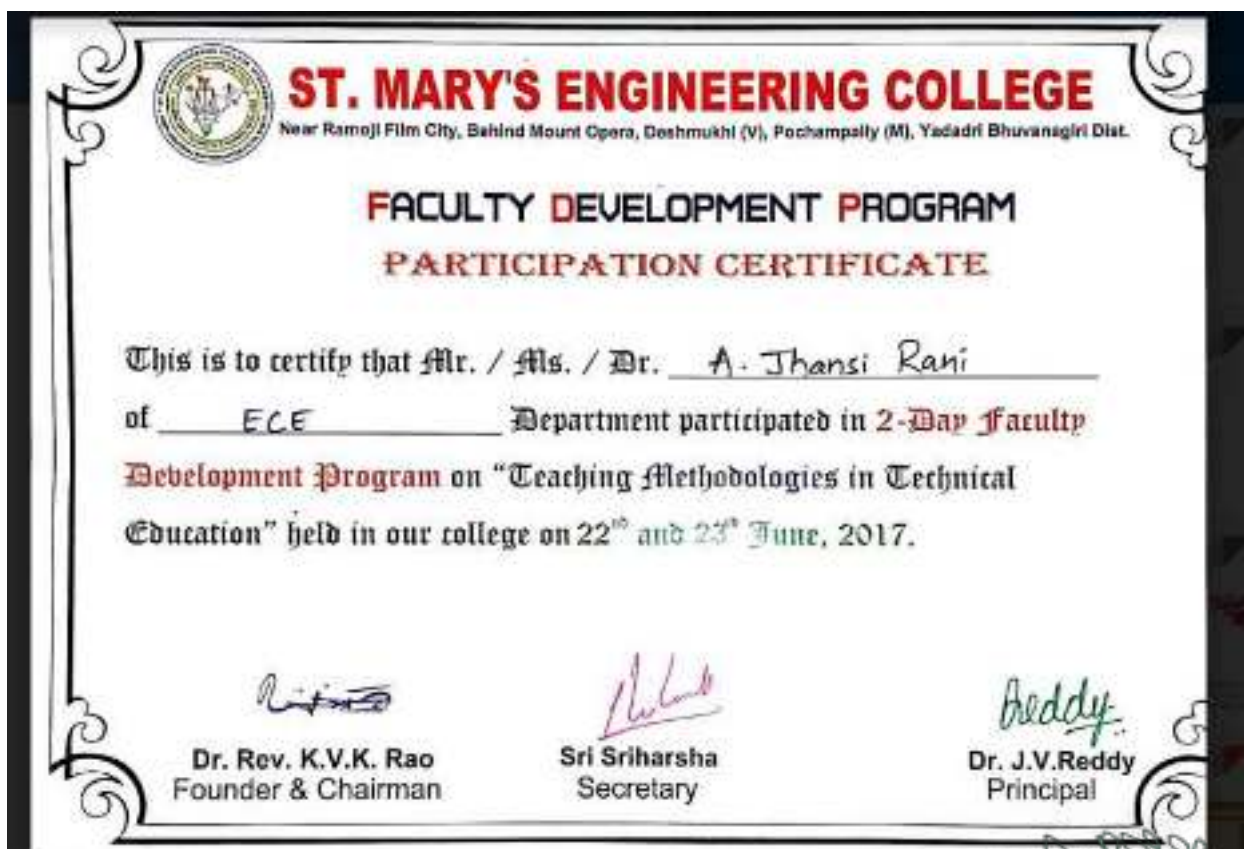 ST. MARY'S ENGINEERING COLLEGE
Near Ramoji Film City, Behind Mount Opera, Deshmukhi (V), Pochampally (M), Yadadri Bhuvanagiri Dist.
FACULTY DEVELOPMENT PROGRAM
PARTICIPATION CERTIFICATE
This is to certify that Mr. / Ms. / Dr. A. Jhansi Rani
of ECE Department participated in 2-Day Faculty
Development Program on "Teaching Methodologies in Technical
Education" held in our college on 22nd and 23rd June, 2017.
Reddy
Dr. Rev. K.V.K. Rao Sri Sriharsha Dr. J.V.Reddy
Founder & Chairman Secretary Principal